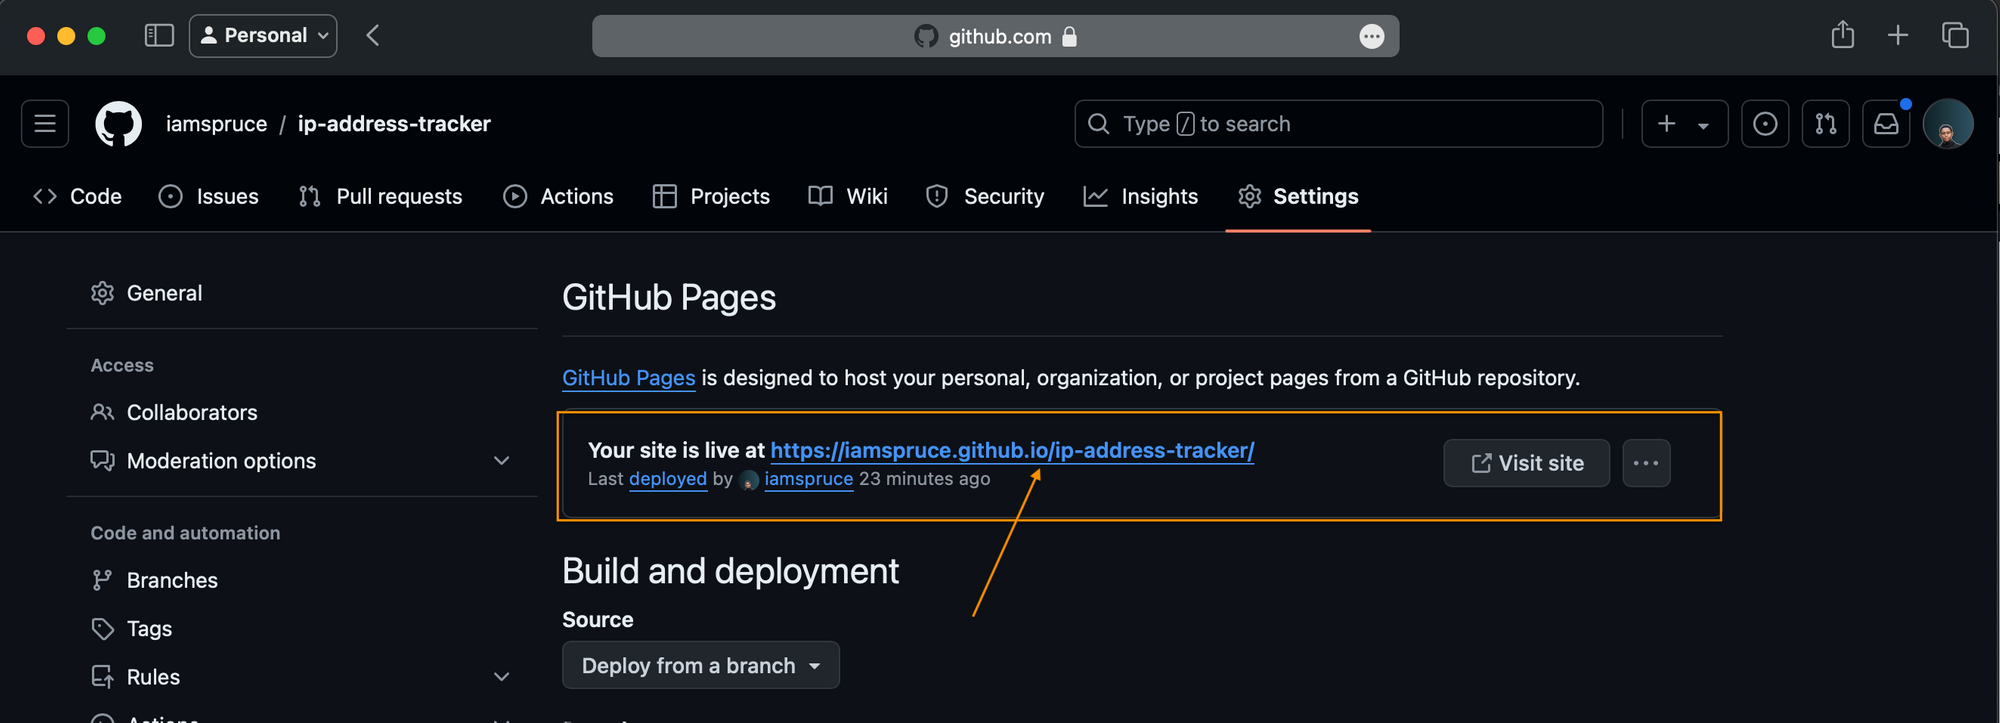 Personal
github.com
iamspruce / ip-address-tracker
Type / to search
Code Issues Pull requests Actions Projects Wiki Security Insights Settings
General
Access
Collaborators
Moderation options
Code and automation
Branches
Tags
Rules
Actions
GitHub Pages
GitHub Pages is designed to host your personal, organization, or project pages from a GitHub repository.
Your site is live at https://iamspruce.github.io/ip-address-tracker/
Last deployed by iamspruce 23 minutes ago
Visit site
Build and deployment
Source
Deploy from a branch